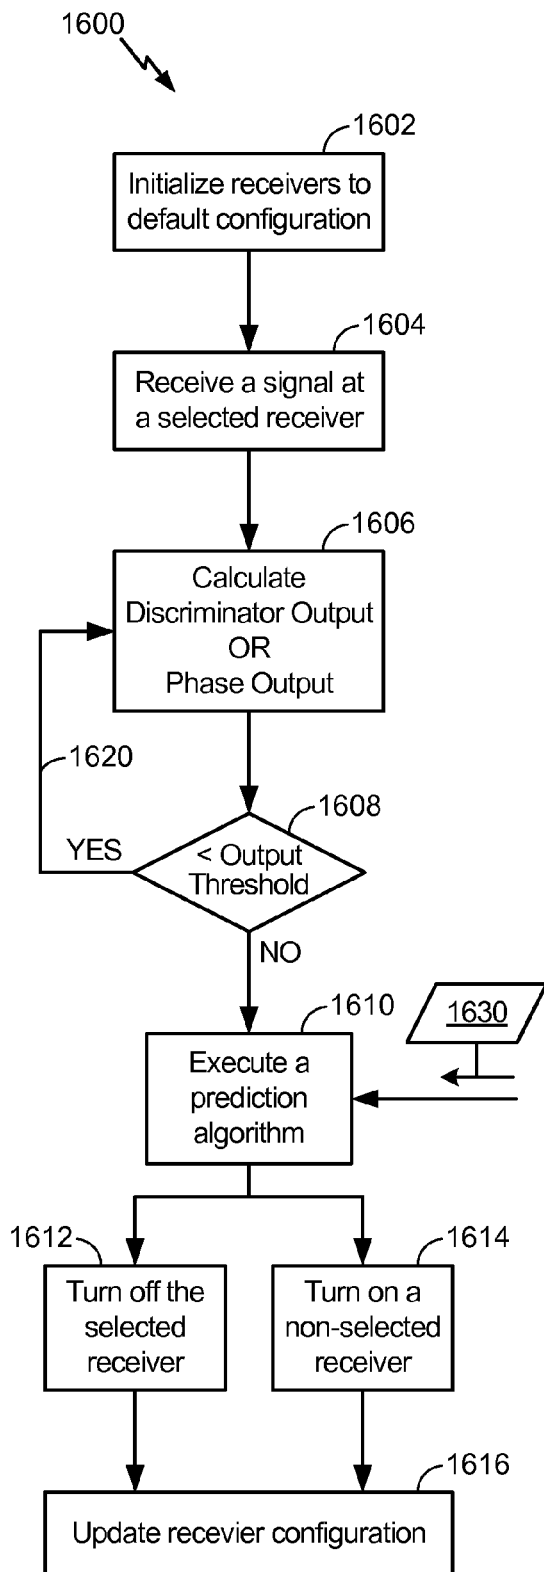 1600
1602
Initialize receivers to
default configuration
1604
Receive a signal at
a selected receiver
1606
Calculate
Discriminator Output
OR
Phase Output
1620
1608
YES
< Output
Threshold
NO
1610
1630
Execute a
prediction
algorithm
1612
1614
Turn off the
selected
receiver
Turn on a
non-selected
receiver
1616
Update recevier configuration